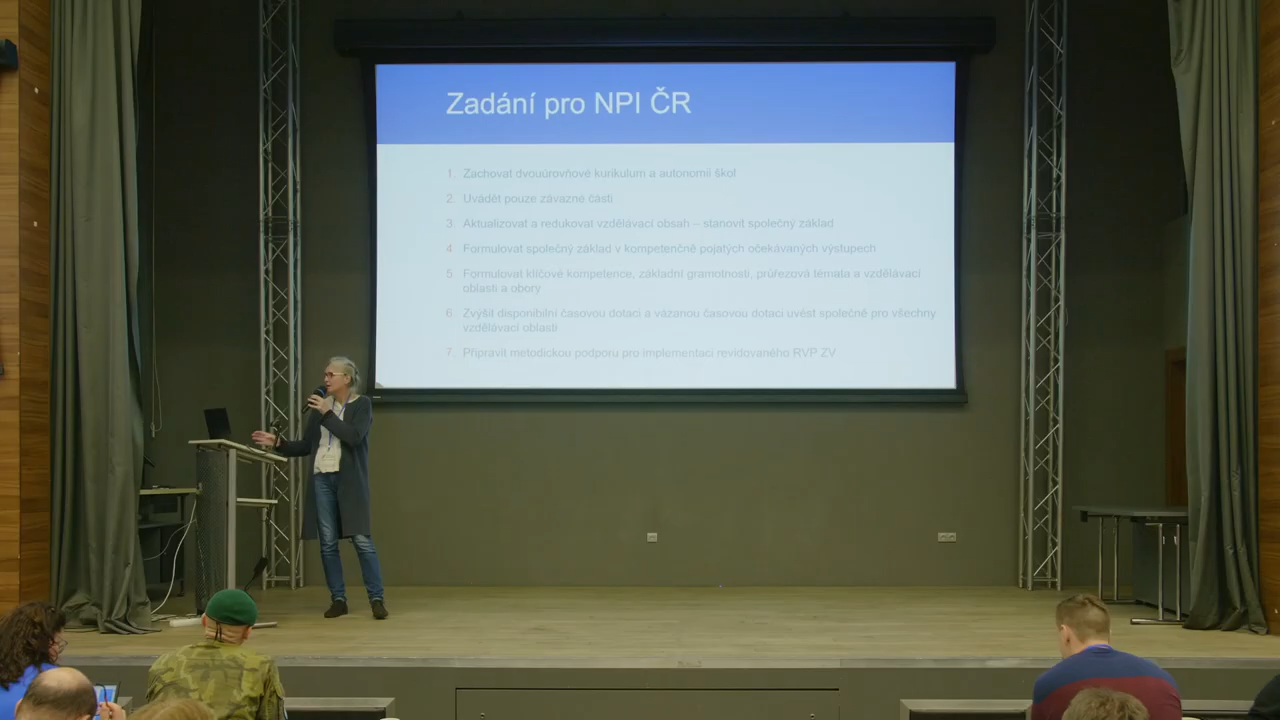 Zadání pro NPI ČR
1. Zachovat dvouúrovňové kurikulum a autonomii škol
2. Uvádět pouze závazné části
3. Aktualizovat a redukovat vzdělávací obsah – stanovit společný základ
4. Formulovat společný základ v kompetenčně pojatých očekávaných výstupech
5. Formulovat klíčové kompetence, základní gramotnosti, průřezová témata a vzdělávací
oblasti a obory
6. Zvýšit disponibilní časovou dotaci a vázanou časovou dotaci uvést společně pro všechny
vzdělávací oblasti
7. Připravit metodickou podporu pro implementaci revidovaného RVP ZV